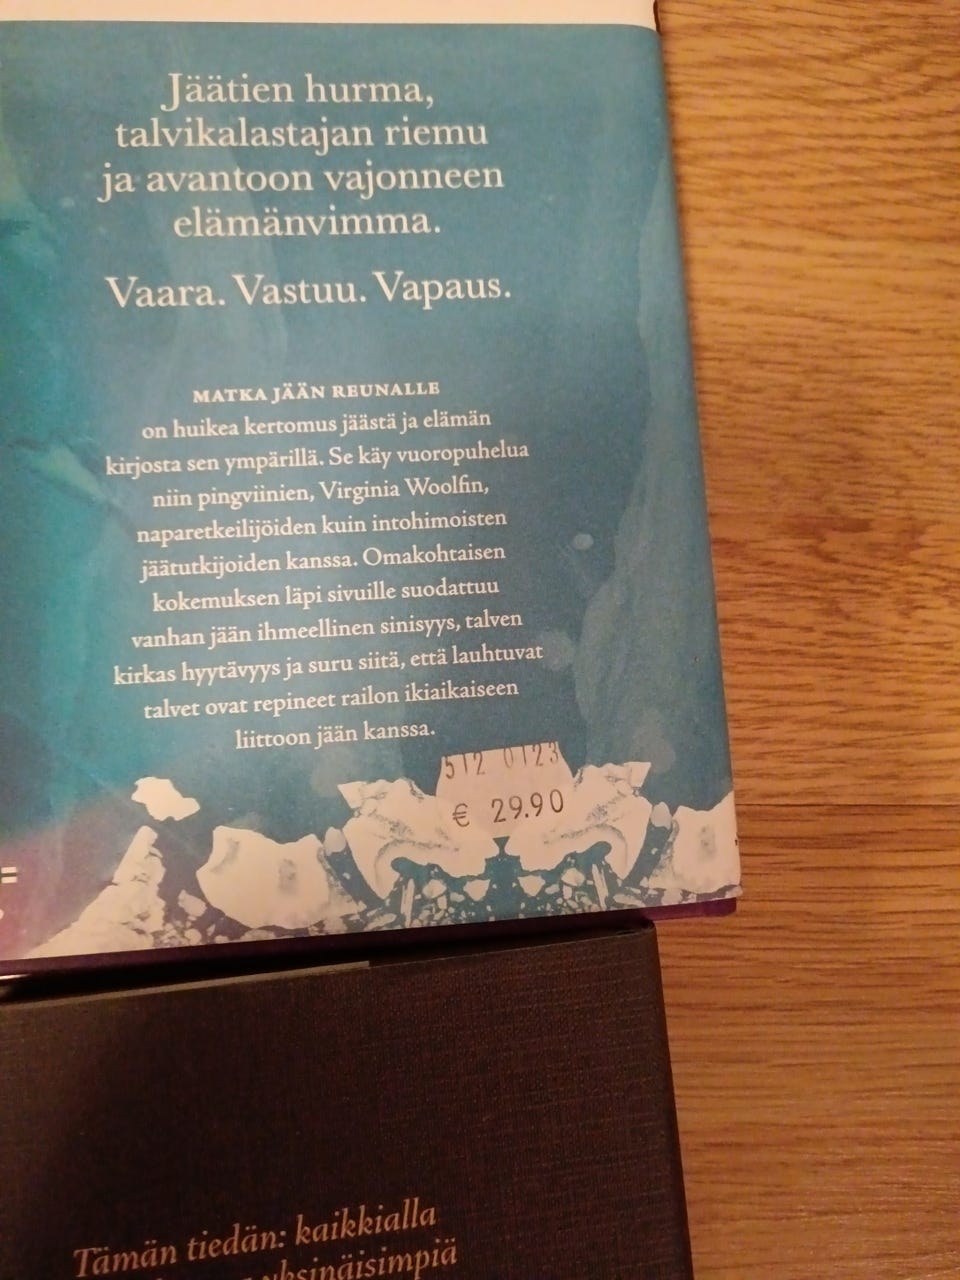 Jäätien hurma,
talvikalastajan riemu
ja avantoon vajonneen
elämänvimma.
Vaara. Vastuu. Vapaus.
MATKA JÄÄN REUNALLE
on huikea kertomus jäästä ja elämän
kirjosta sen ympärillä. Se käy vuoropuhelua
niin pingviinien, Virginia Woolfin,
naparetkeilijöiden kuin intohimoisten
jäätutkijoiden kanssa. Omakohtaisen
kokemuksen läpi sivuille suodattuu
vanhan jään ihmeellinen sinisyys, talven
kirkas hyytävyys ja suru siitä, että lauhtuvat
talvet ovat repineet railon ikiaikaiseen
liittoon jään kanssa.
512 0123
€ 29.90
Tämän tiedän: kaikkialla
yksinäisimpiä